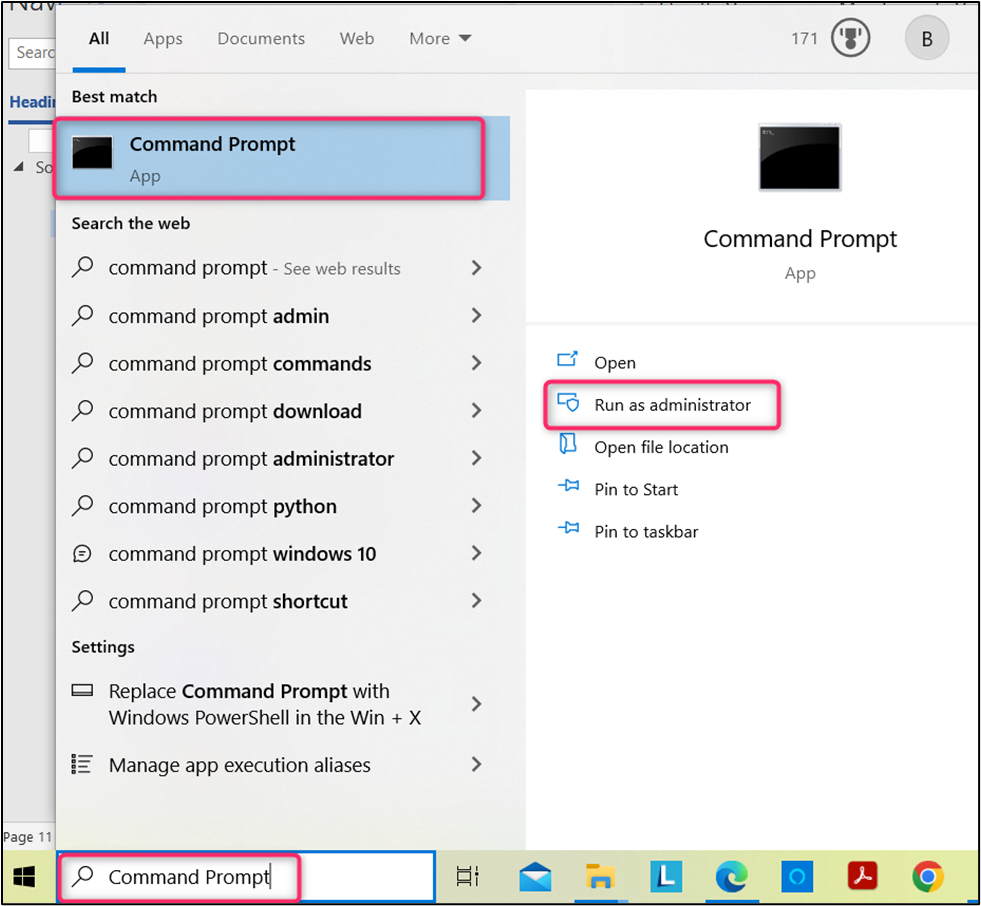 All Apps Documents Web More 171 B
Best match
Command Prompt
App
Search the web
command prompt - See web results
command prompt admin
command prompt commands
command prompt download
command prompt administrator
command prompt python
command prompt windows 10
command prompt shortcut
Settings
Replace Command Prompt with
Windows PowerShell in the Win + X
Manage app execution aliases
Command Prompt
App
Open
Run as administrator
Open file location
Pin to Start
Pin to taskbar
Searc
Headin
So
Page 11
Command Prompt